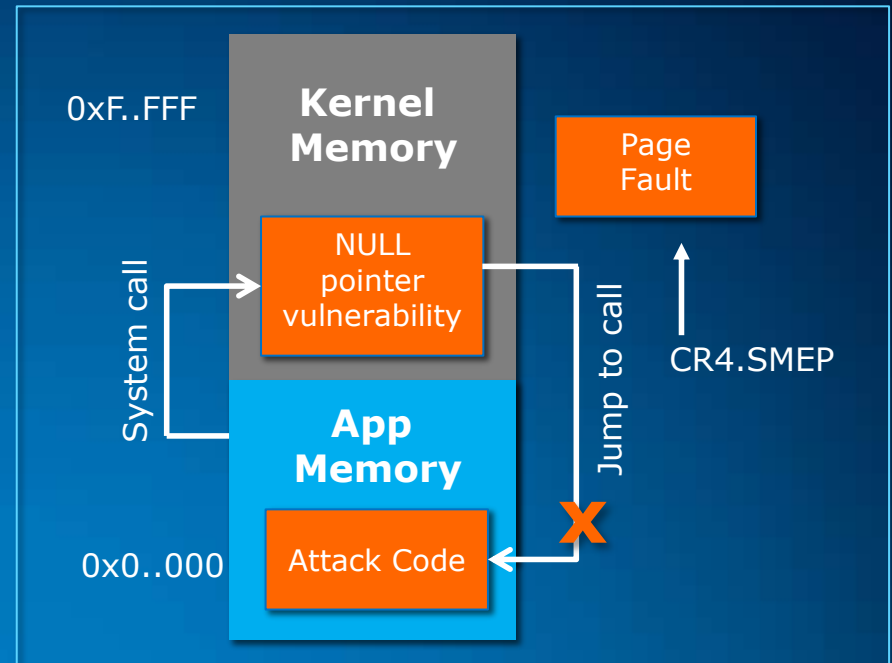 0xF..FFF
Kernel
Memory
Page
Fault
NULL
pointer
vulnerability
System call
Jump to call
CR4.SMEP
App
Memory
X
0x0..000
Attack Code